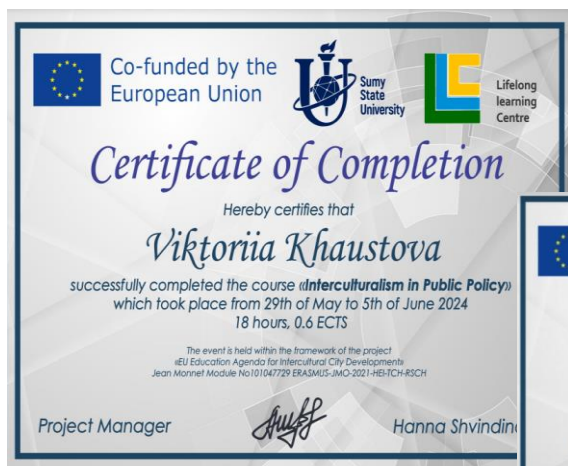 Co-funded by the
European Union
Sumy
State
University
Lifelong
learning
Centre
Certificate of Completion
Hereby certifies that
Viktoriia Khaustova
successfully completed the course «Interculturalism in Public Policy»
which took place from 29th of May to 5th of June 2024
18 hours, 0.6 ECTS
The event is held within the framework of the project
«EU Education Agenda for Intercultural City Development»
Jean Monnet Module No101047729 ERASMUS-JMO-2021-HEI-TCH-RSCH
Project Manager
Hanna